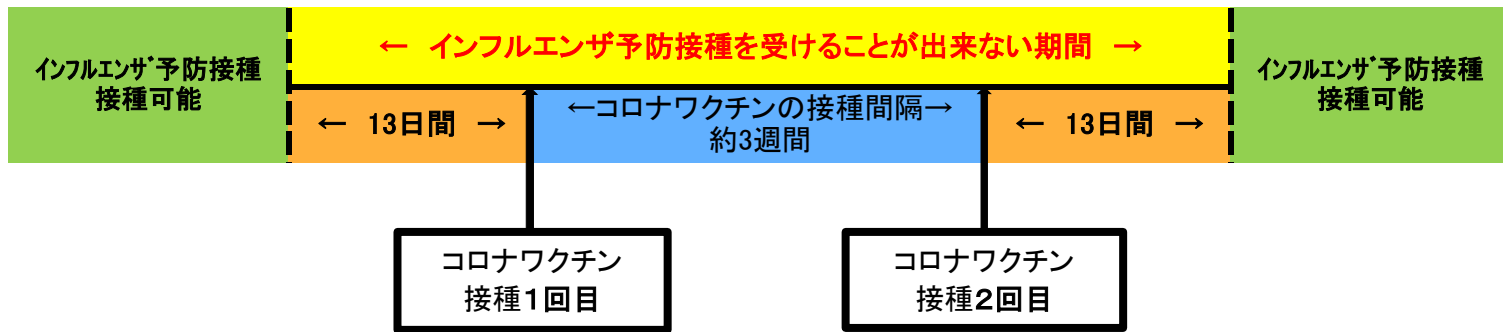 インフルエンザ予防接種
接種可能
← インフルエンザ予防接種を受けることが出来ない期間 →
インフルエンザ予防接種
接種可能
← 13日間 →
←コロナワクチンの接種間隔→
約3週間
← 13日間 →
コロナワクチン
接種1回目
コロナワクチン
接種2回目